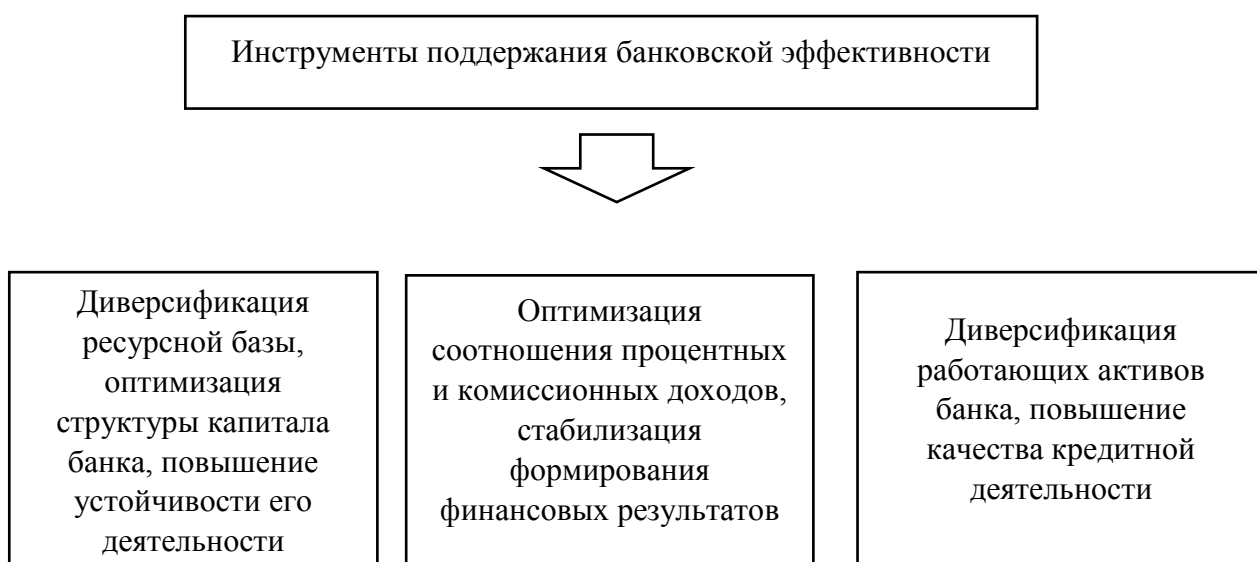 Инструменты поддержания банковской эффективности
Диверсификация
ресурсной базы,
оптимизация
структуры капитала
банка, повышение
устойчивости его
деятельности
Оптимизация
соотношения процентных
и комиссионных доходов,
стабилизация
формирования
финансовых результатов
Диверсификация
работающих активов
банка, повышение
качества кредитной
деятельности